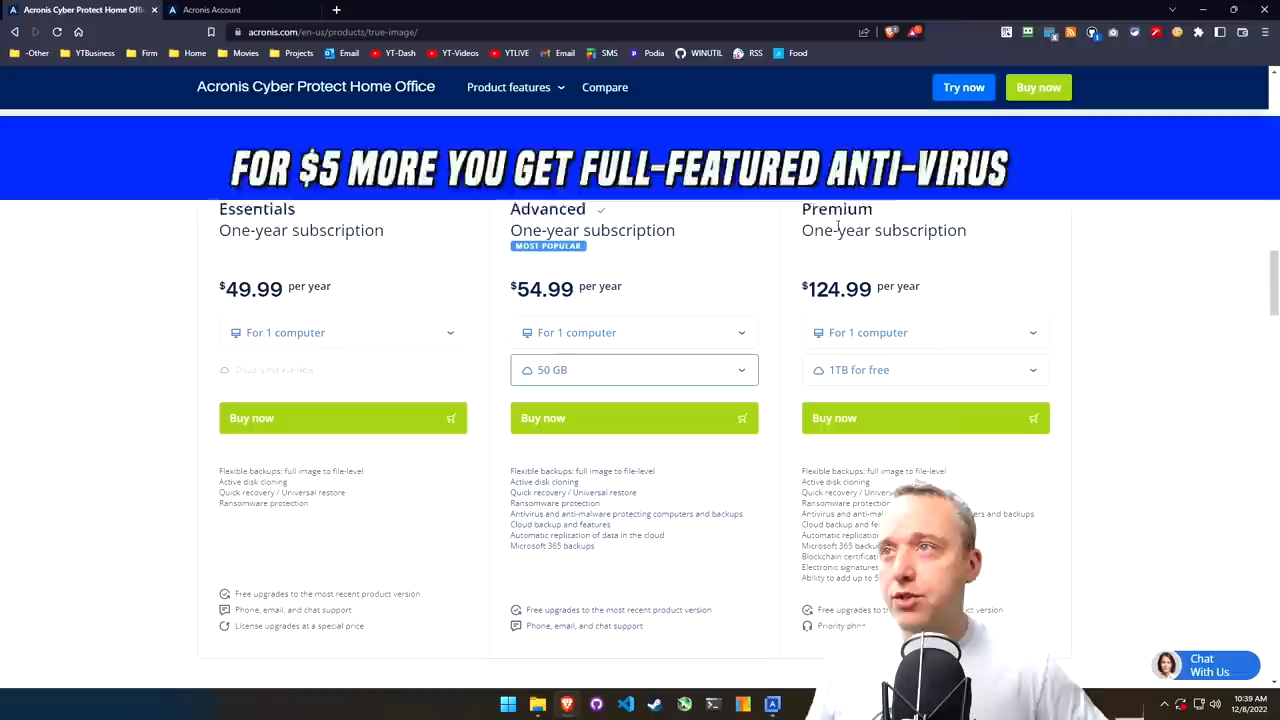 Acronis Cyber Protect Home Offi
Acronis Account
acronis.com/en-us/products/true-image/
-Other
YTBusiness
Firm
Home
Movies
Projects
Email
YT-Dash
YT-Videos
YTLIVE
Email
SMS
Podia
WINUTIL
RSS
Food
Acronis Cyber Protect Home Office
Product features
Compare
Try now
Buy now
FOR $5 MORE YOU GET FULL-FEATURED ANTI-VIRUS
Essentials
One-year subscription
$49.99 per year
For 1 computer
Cloud is not available
Buy now
Flexible backups: full image to file-level
Active disk cloning
Quick recovery / Universal restore
Ransomware protection
Free upgrades to the most recent product version
Phone, email, and chat support
License upgrades at a special price
Advanced
One-year subscription
MOST POPULAR
$54.99 per year
For 1 computer
50 GB
Buy now
Flexible backups: full image to file-level
Active disk cloning
Quick recovery / Universal restore
Ransomware protection
Antivirus and anti-malware protecting computers and backups
Cloud backup and features
Automatic replication of data in the cloud
Microsoft 365 backups
Free upgrades to the most recent product version
Phone, email, and chat support
Premium
One-year subscription
$124.99 per year
For 1 computer
1TB for free
Buy now
Flexible backups: full image to file-level
Active disk cloning
Quick recovery / Univers
Ransomware protection
Antivirus and anti-mal ers and backups
Cloud backup and fe
Automatic replication
Microsoft 365 backu
Blockchain certificati
Electronic signatures
Ability to add up to 5
Free upgrades to t version
Priority phon
Chat
With Us
10:39 AM
12/8/2022